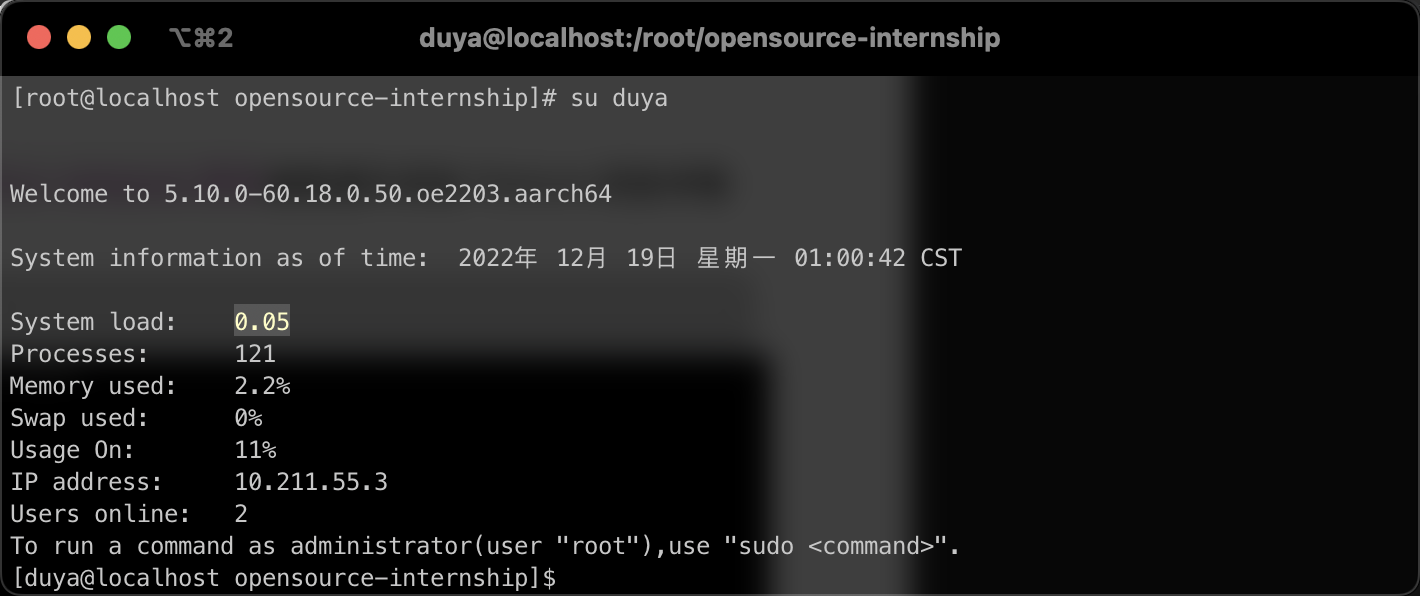 ⌥⌘2
duya@localhost:/root/opensource-internship
[root@localhost opensource-internship]# su duya
Welcome to 5.10.0-60.18.0.50.oe2203.aarch64
System information as of time:  2022年 12月 19日 星期一 01:00:42 CST
System load:    0.05
Processes:      121
Memory used:    2.2%
Swap used:      0%
Usage On:       11%
IP address:     10.211.55.3
Users online:   2
To run a command as administrator(user "root"),use "sudo <command>".
[duya@localhost opensource-internship]$